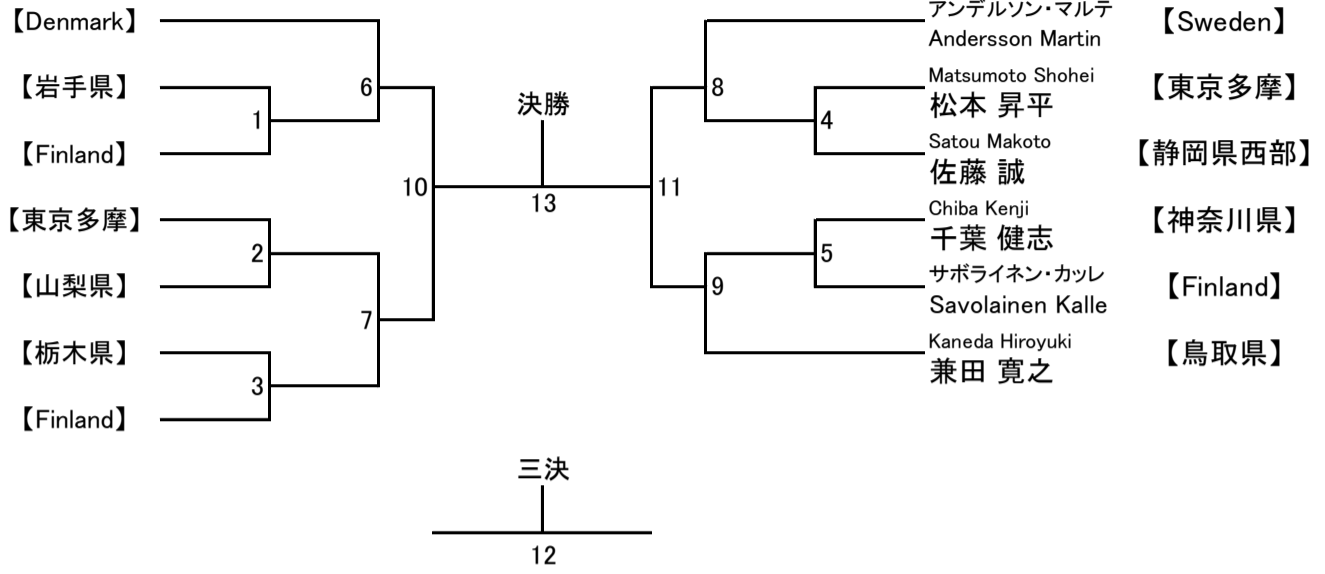 【Denmark】
【岩手県】
【Finland】
【東京多摩】
【山梨県】
【栃木県】
【Finland】
1
2
3
6
7
10
決勝
13
三決
12
11
8
9
4
5
アンデルソン・マルテ
Andersson Martin
【Sweden】
Matsumoto Shohei
松本 昇平
【東京多摩】
Satou Makoto
佐藤 誠
【静岡県西部】
Chiba Kenji
千葉 健志
【神奈川県】
サボライネン・カッレ
Savolainen Kalle
【Finland】
Kaneda Hiroyuki
兼田 寛之
【鳥取県】